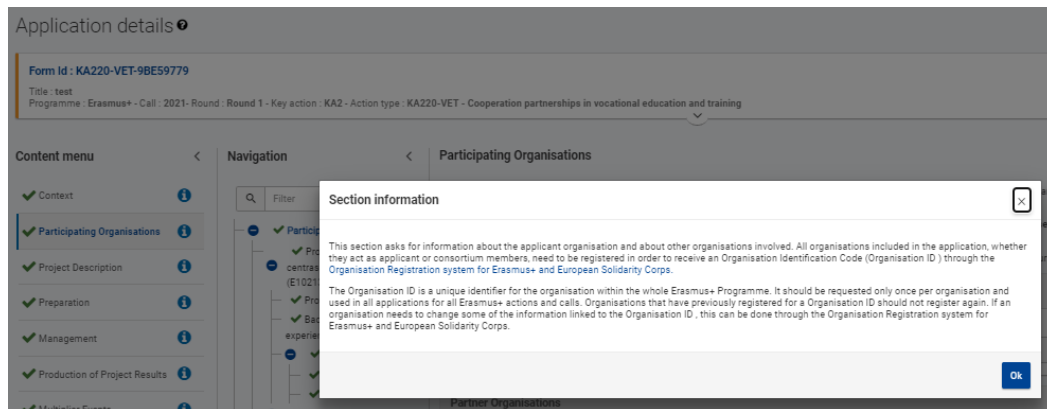 Application details
Form Id : KA220-VET-9BE59779
Title : test
Programme : Erasmus+ - Call : 2021- Round : Round 1 - Key action : KA2 - Action type : KA220-VET - Cooperation partnerships in vocational education and training
Content menu
Context
Participating Organisations
Project Description
Preparation
Management
Production of Project Results
Multiplier Events
Navigation
Filter
centras
Participating Organisations
Section information
This section asks for information about the applicant organisation and about other organisations involved. All organisations included in the application, whether
they act as applicant or consortium members, need to be registered in order to receive an Organisation Identification Code (Organisation ID ) through the
Organisation Registration system for Erasmus+ and European Solidarity Corps.
The Organisation ID is a unique identifier for the organisation within the whole Erasmus+ Programme. It should be requested only once per organisation and
used in all applications for all Erasmus+ actions and calls. Organisations that have previously registered for a Organisation ID should not register again. If an
organisation needs to change some of the information linked to the Organisation ID , this can be done through the Organisation Registration system for
Erasmus+ and European Solidarity Corps.
Ok
Partner Organisations